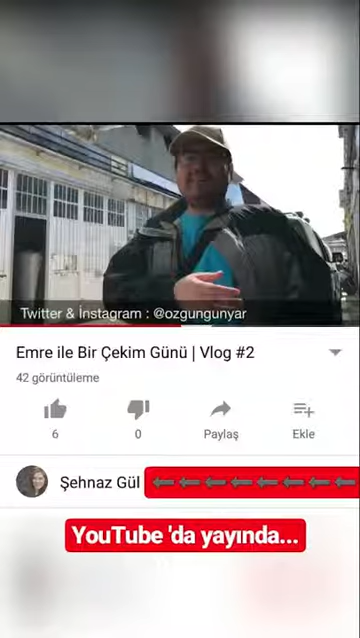 Twitter & İnstagram : @ozgungunyar
Emre ile Bir Çekim Günü | Vlog #2
42 görüntüleme
6
0
Paylaş
Ekle
Şehnaz Gül
YouTube 'da yayında...